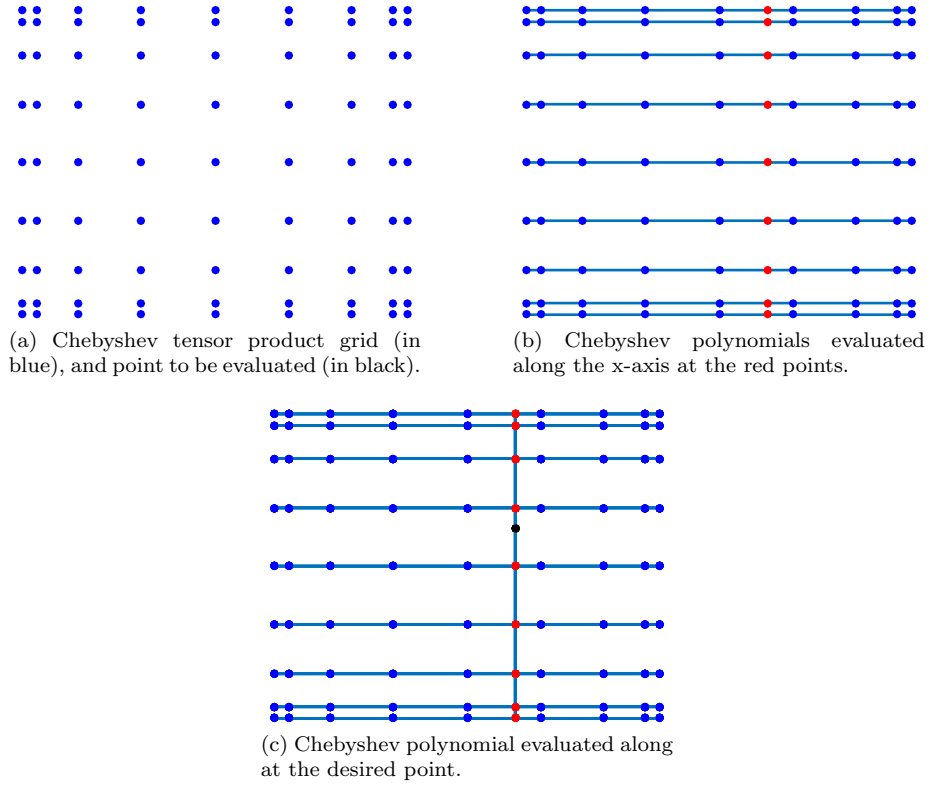 (a) Chebyshev tensor product grid (in
blue), and point to be evaluated (in black).
(b) Chebyshev polynomials evaluated
along the x-axis at the red points.
(c) Chebyshev polynomial evaluated along
at the desired point.